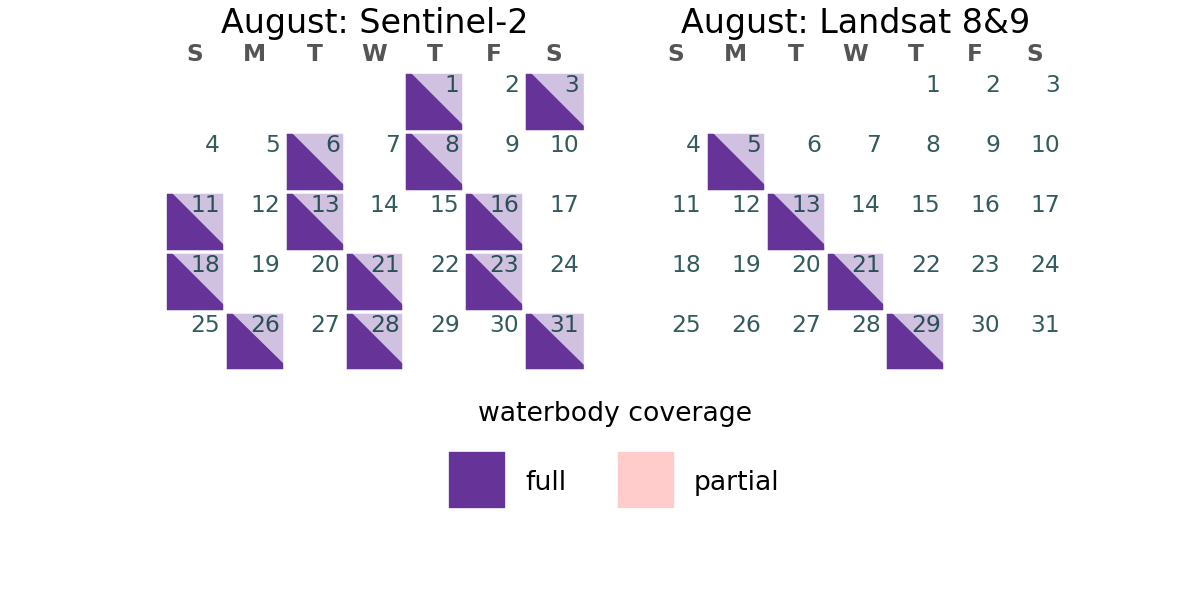 August: Sentinel-2
S M T W T F S
1 2 3
4 5 6 7 8 9 10
11 12 13 14 15 16 17
18 19 20 21 22 23 24
25 26 27 28 29 30 31
August: Landsat 8&9
S M T W T F S
1 2 3
4 5 6 7 8 9 10
11 12 13 14 15 16 17
18 19 20 21 22 23 24
25 26 27 28 29 30 31
waterbody coverage
full
partial